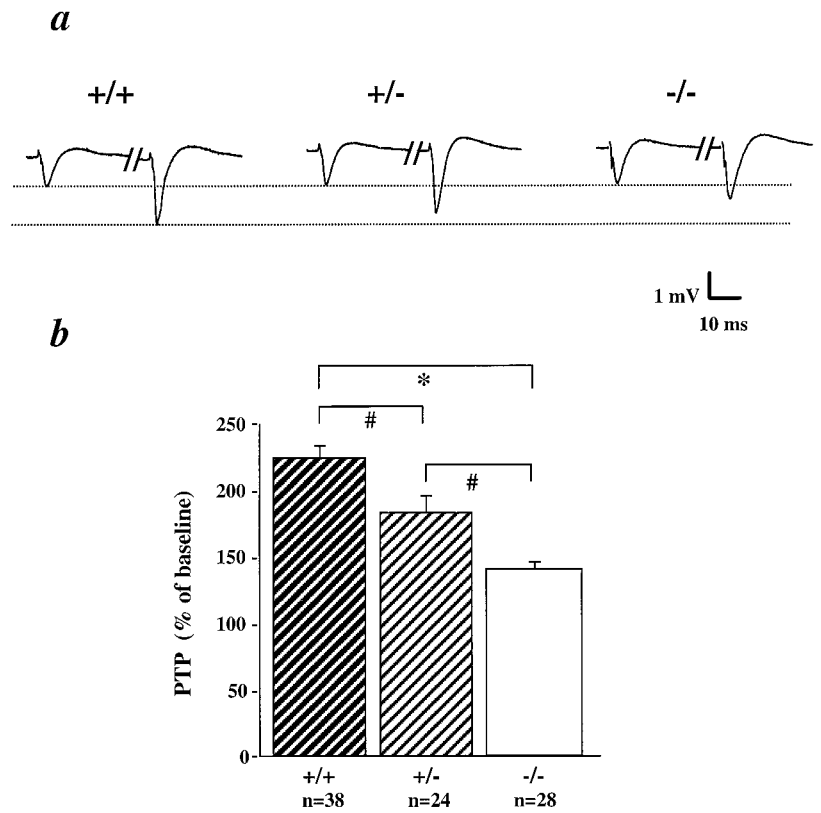 a
+/+ +/- -/-
1 mV
10 ms
b
*
#
#
250
200
150
100
50
0
PTP (% of baseline)
+/+ +/- -/-
n=38 n=24 n=28